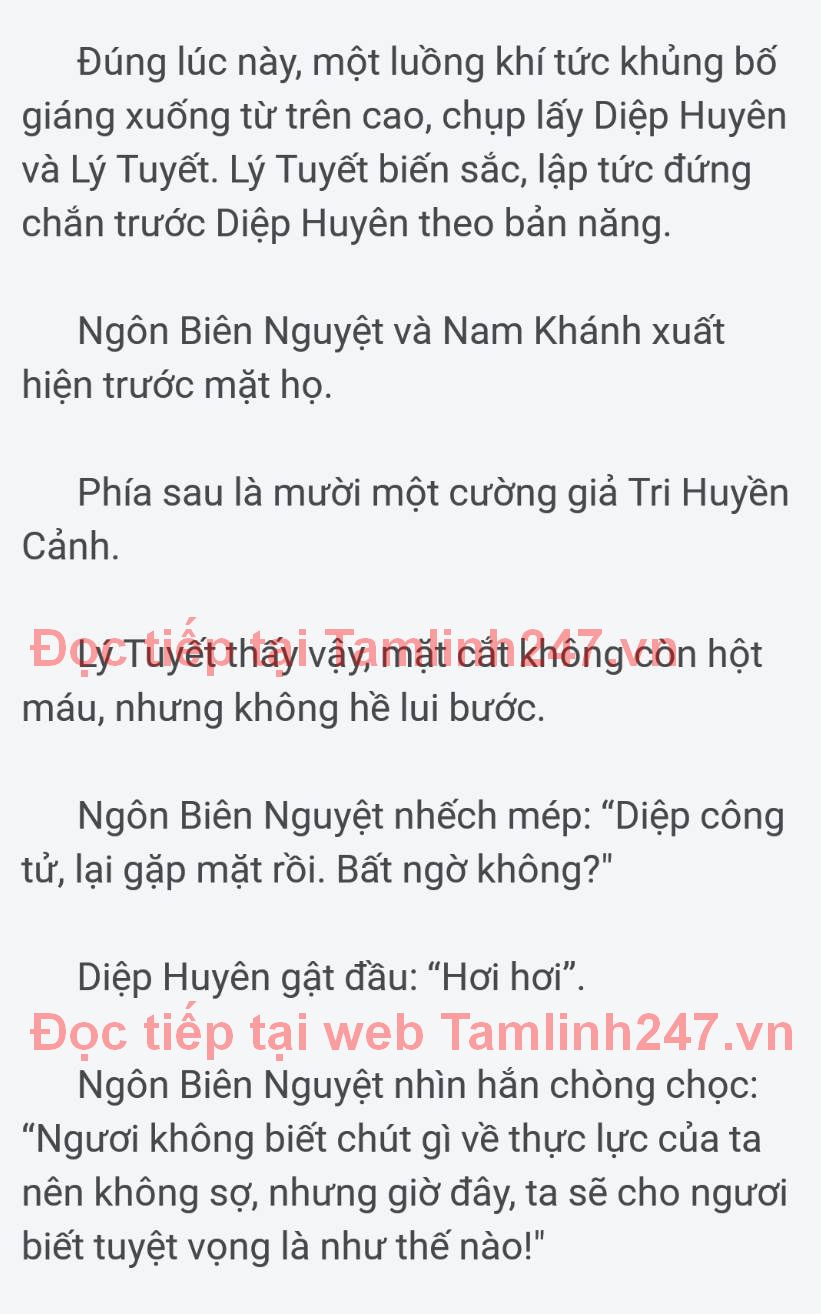 Đúng lúc này, một luồng khí tức khủng bố
giáng xuống từ trên cao, chụp lấy Diệp Huyên
và Lý Tuyết. Lý Tuyết biến sắc, lập tức đứng
chắn trước Diệp Huyên theo bản năng.
Ngôn Biên Nguyệt và Nam Khánh xuất
hiện trước mặt họ.
Phía sau là mười một cường giả Tri Huyền
Cảnh.
Đọc tiếp tại Tamlinh247.vn
Lý Tuyết thấy vậy, mặt cắt không còn hột
máu, nhưng không hề lui bước.
Ngôn Biên Nguyệt nhếch mép: “Diệp công
tử, lại gặp mặt rồi. Bất ngờ không?"
Diệp Huyên gật đầu: “Hơi hơi”.
Đọc tiếp tại web Tamlinh247.vn
Ngôn Biên Nguyệt nhìn hắn chòng chọc:
“Ngươi không biết chút gì về thực lực của ta
nên không sợ, nhưng giờ đây, ta sẽ cho ngươi
biết tuyệt vọng là như thế nào!"